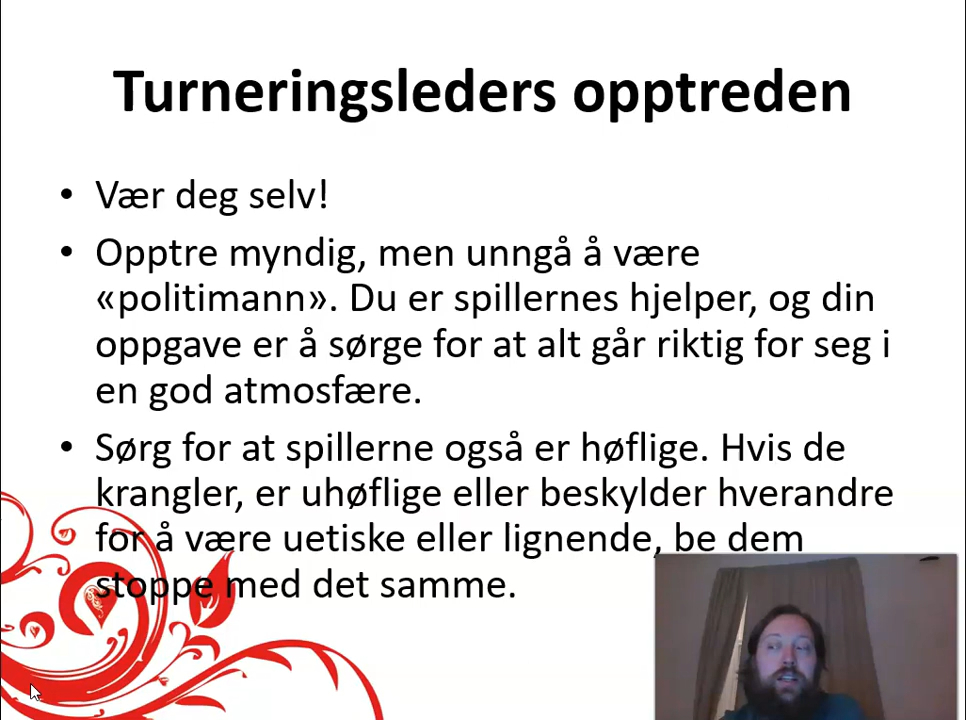 Turneringsleders opptreden
• Vær deg selv!
• Opptre myndig, men unngå å være
«politimann». Du er spillernes hjelper, og din
oppgave er å sørge for at alt går riktig for seg i
en god atmosfære.
• Sørg for at spillerne også er høflige. Hvis de
krangler, er uhøflige eller beskylder hverandre
for å være uetiske eller lignende, be dem
stoppe med det samme.